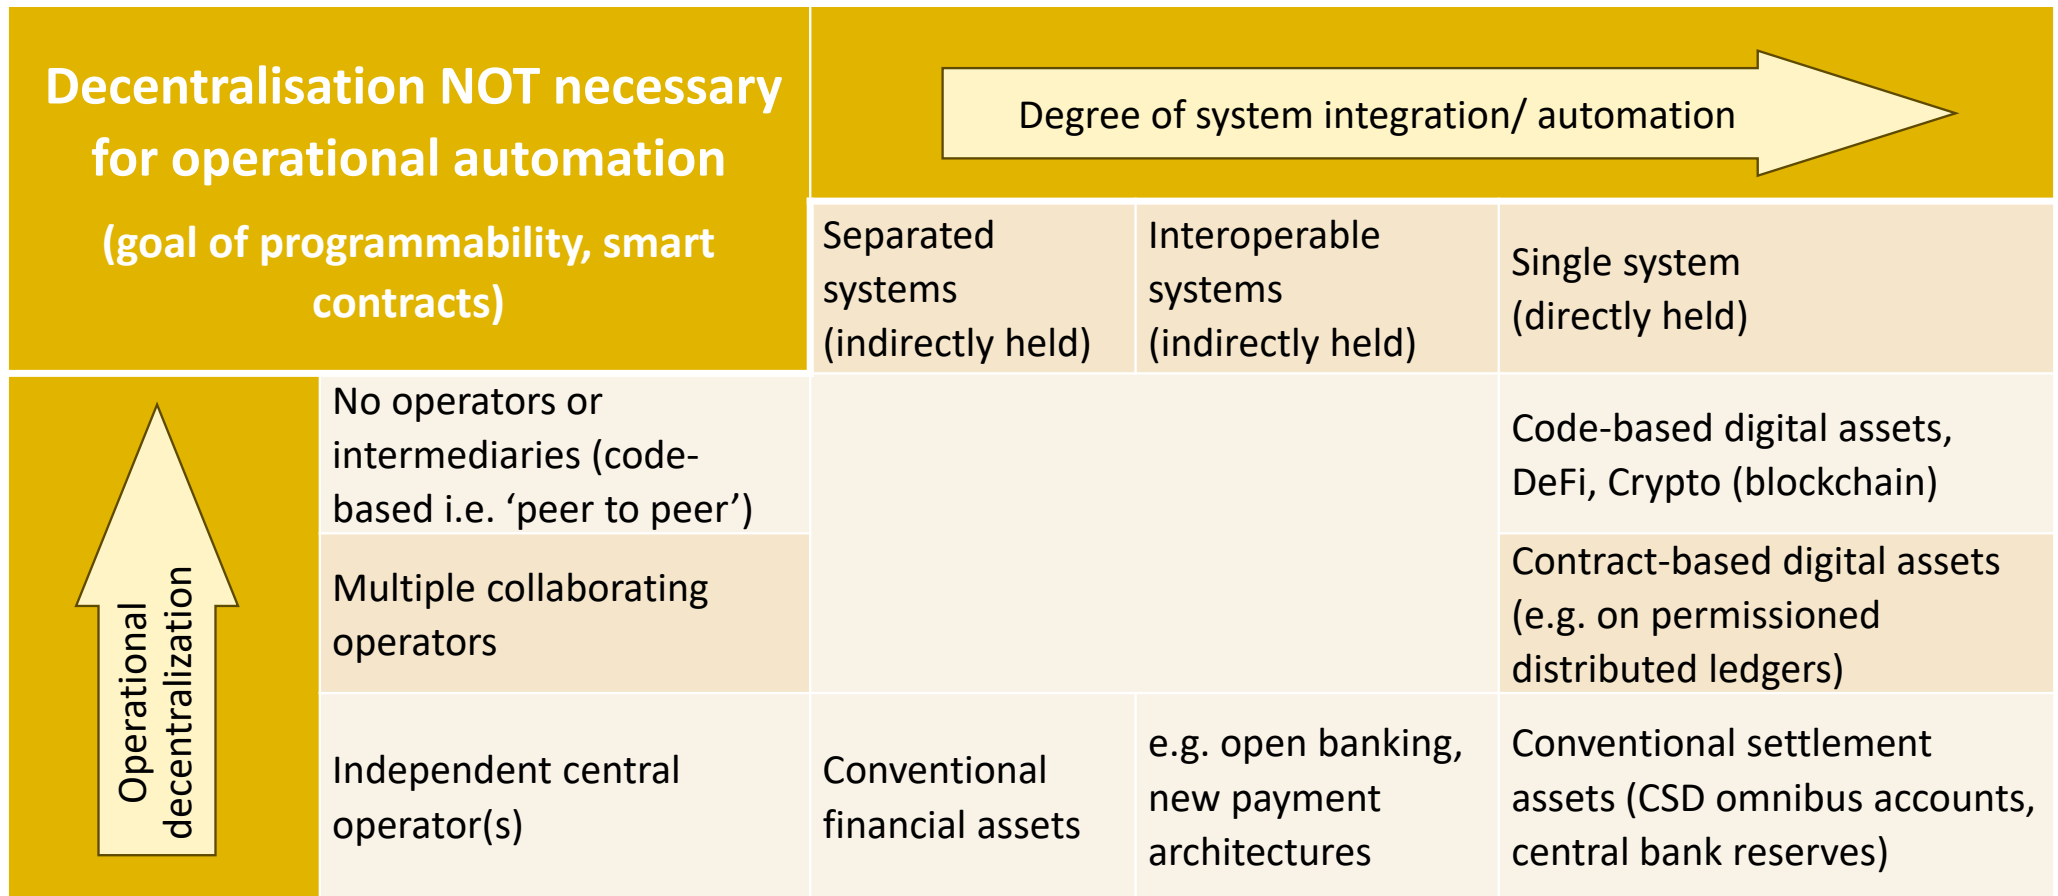 Decentralisation NOT necessary
for operational automation
(goal of programmability, smart
contracts)
Degree of system integration/ automation
Separated
systems
(indirectly held)
Interoperable
systems
(indirectly held)
Single system
(directly held)
Operational
decentralization
No operators or
intermediaries (code-
based i.e. ‘peer to peer’)
Code-based digital assets,
DeFi, Crypto (blockchain)
Multiple collaborating
operators
Contract-based digital assets
(e.g. on permissioned
distributed ledgers)
Independent central
operator(s)
Conventional
financial assets
e.g. open banking,
new payment
architectures
Conventional settlement
assets (CSD omnibus accounts,
central bank reserves)